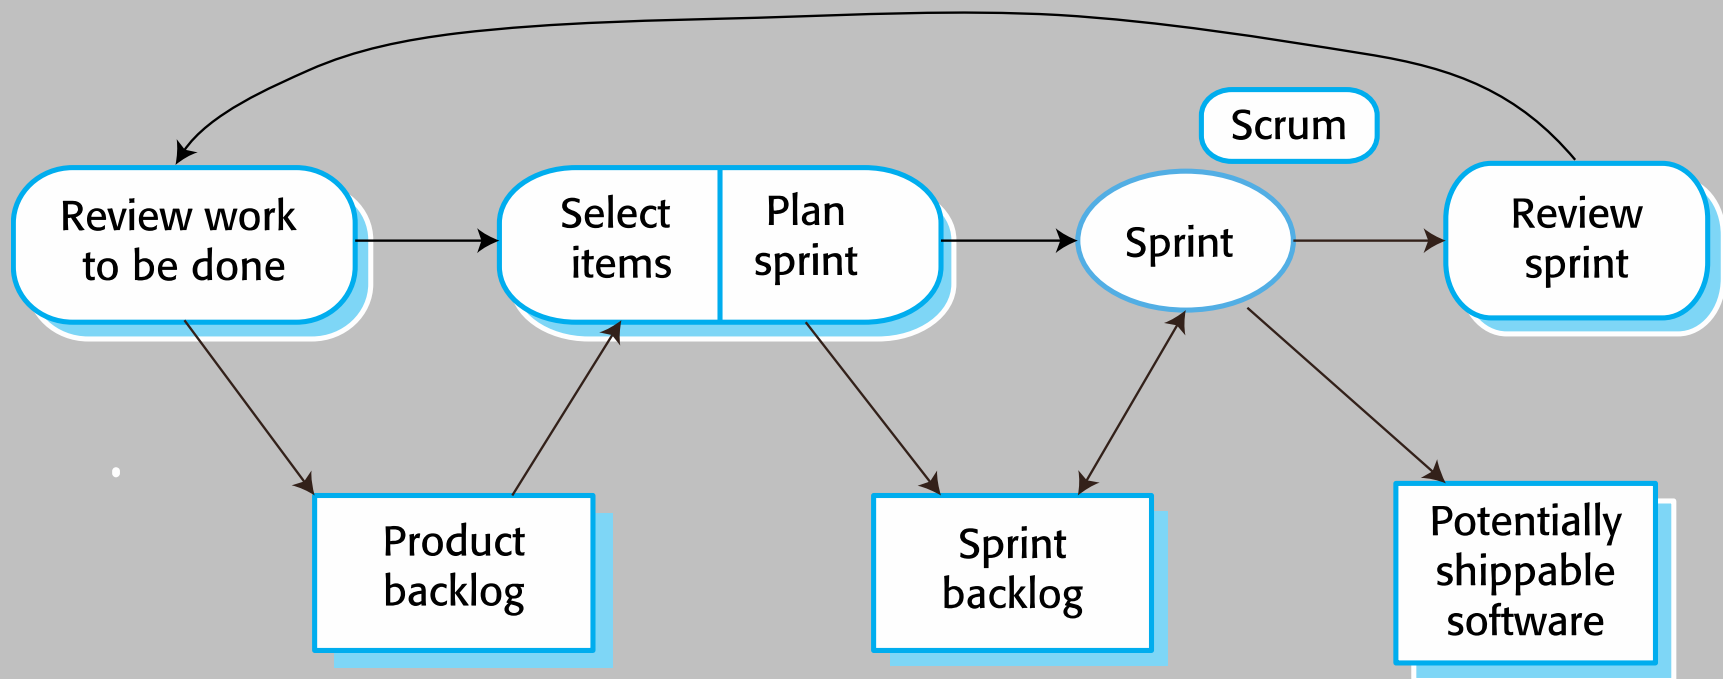 Scrum
Review work
to be done
Select
items
Plan
sprint
Sprint
Review
sprint
Product
backlog
Sprint
backlog
Potentially
shippable
software